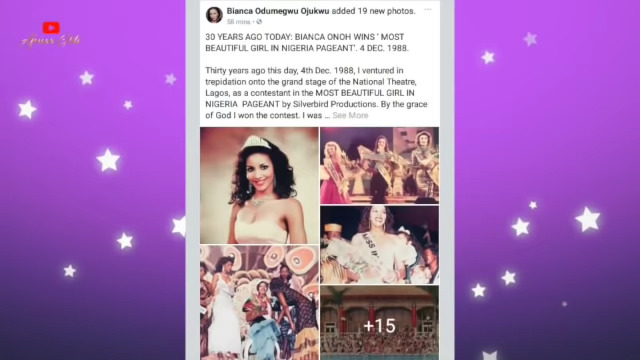 Bianca Odumegwu Ojukwu added 19 new photos.
58 mins
30 YEARS AGO TODAY: BIANCA ONOH WINS ' MOST
BEAUTIFUL GIRL IN NIGERIA PAGEANT'. 4 DEC. 1988.
Thirty years ago this day, 4th Dec. 1988, I ventured in
trepidation onto the grand stage of the National Theatre,
Lagos, as a contestant in the MOST BEAUTIFUL GIRL IN
NIGERIA PAGEANT by Silverbird Productions. By the grace
of God I won the contest. I was ... See More
MISS
+15